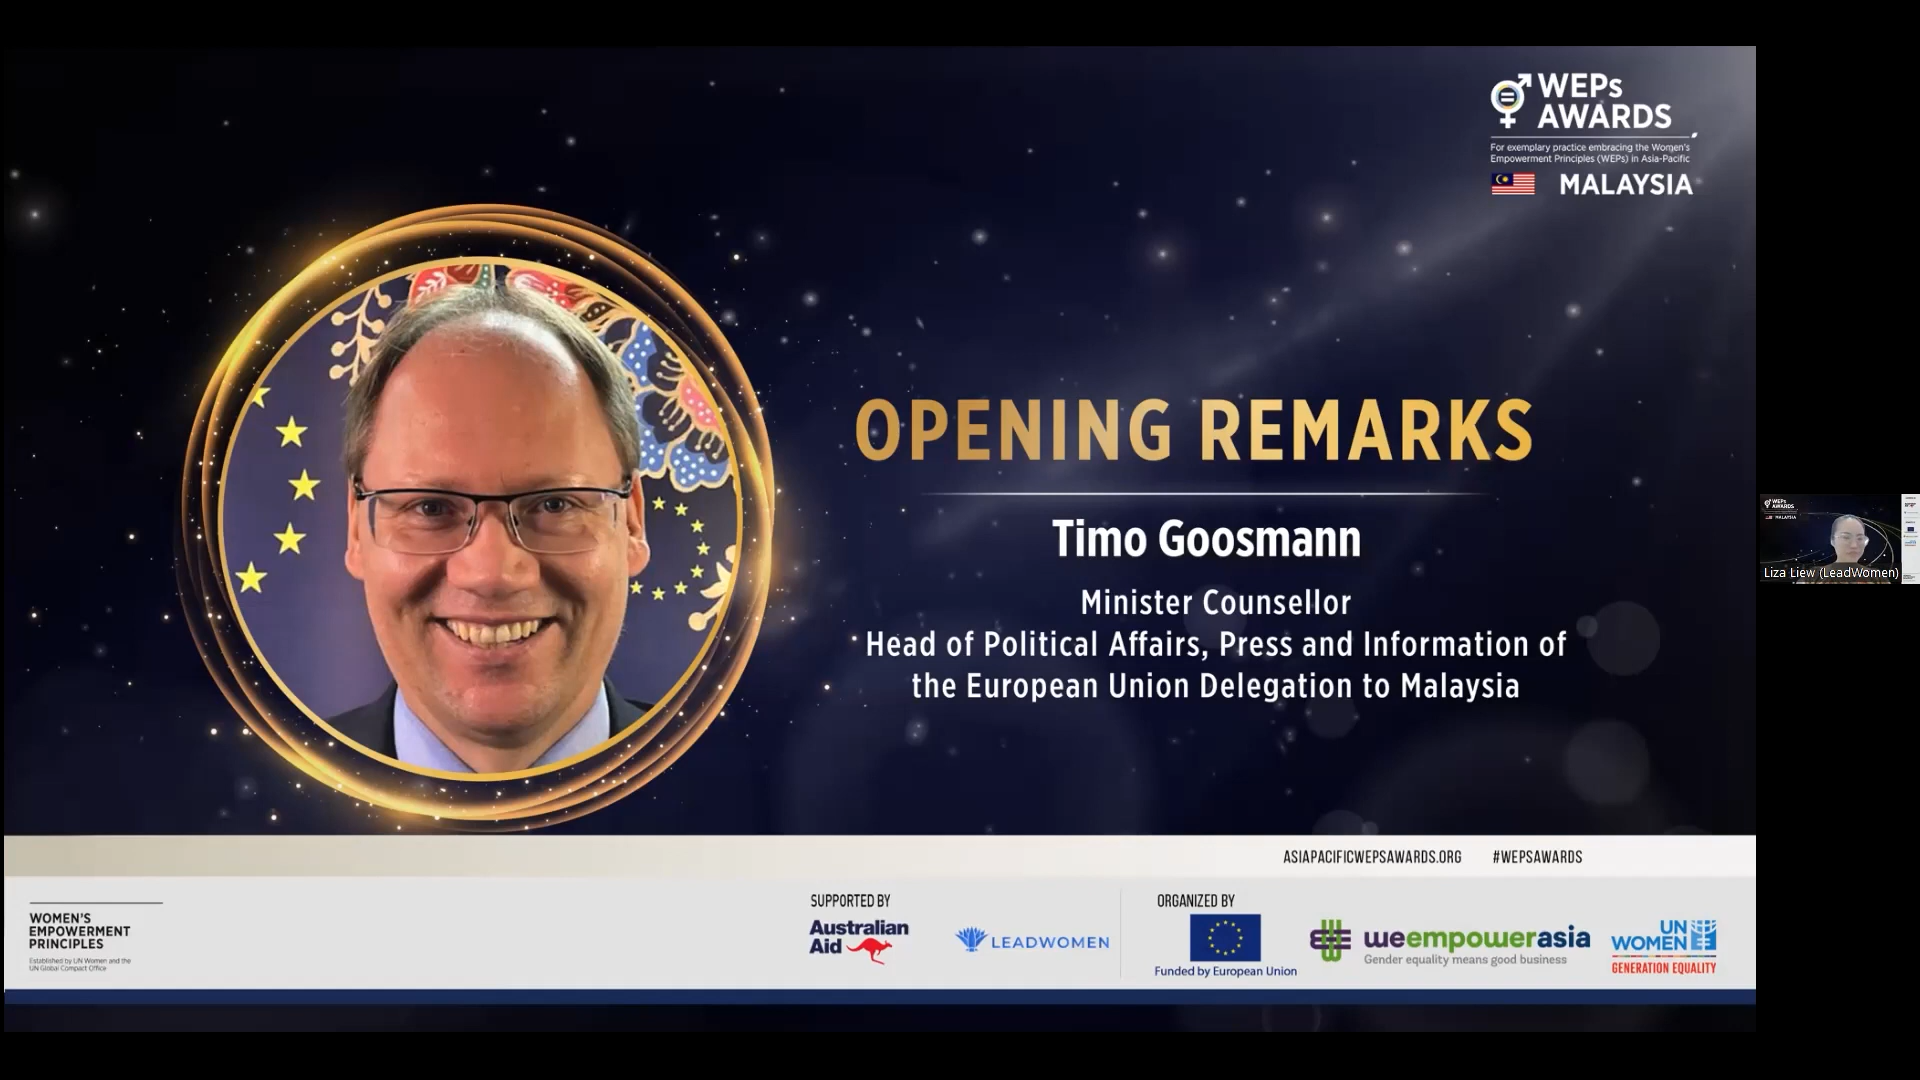 WEPs
AWARDS
For exemplary practice embracing the Women's
Empowerment Principles (WEPs) in Asia-Pacific
MALAYSIA
OPENING REMARKS
Timo Goosmann
Minister Counsellor
Head of Political Affairs, Press and Information of
the European Union Delegation to Malaysia
WEPs
AWARDS
MALAYSIA
Liza Liew (LeadWomen)
ASIAPACIFICWEPSAWARDS.ORG #WEPSAWARDS
WOMEN'S
EMPOWERMENT
PRINCIPLES
Established by UN Women and the
UN Global Compact Office
SUPPORTED BY
Australian
Aid
LEADWOMEN
ORGANIZED BY
Funded by European Union
weempowerasia
Gender equality means good business
UN
WOMEN
GENERATION EQUALITY